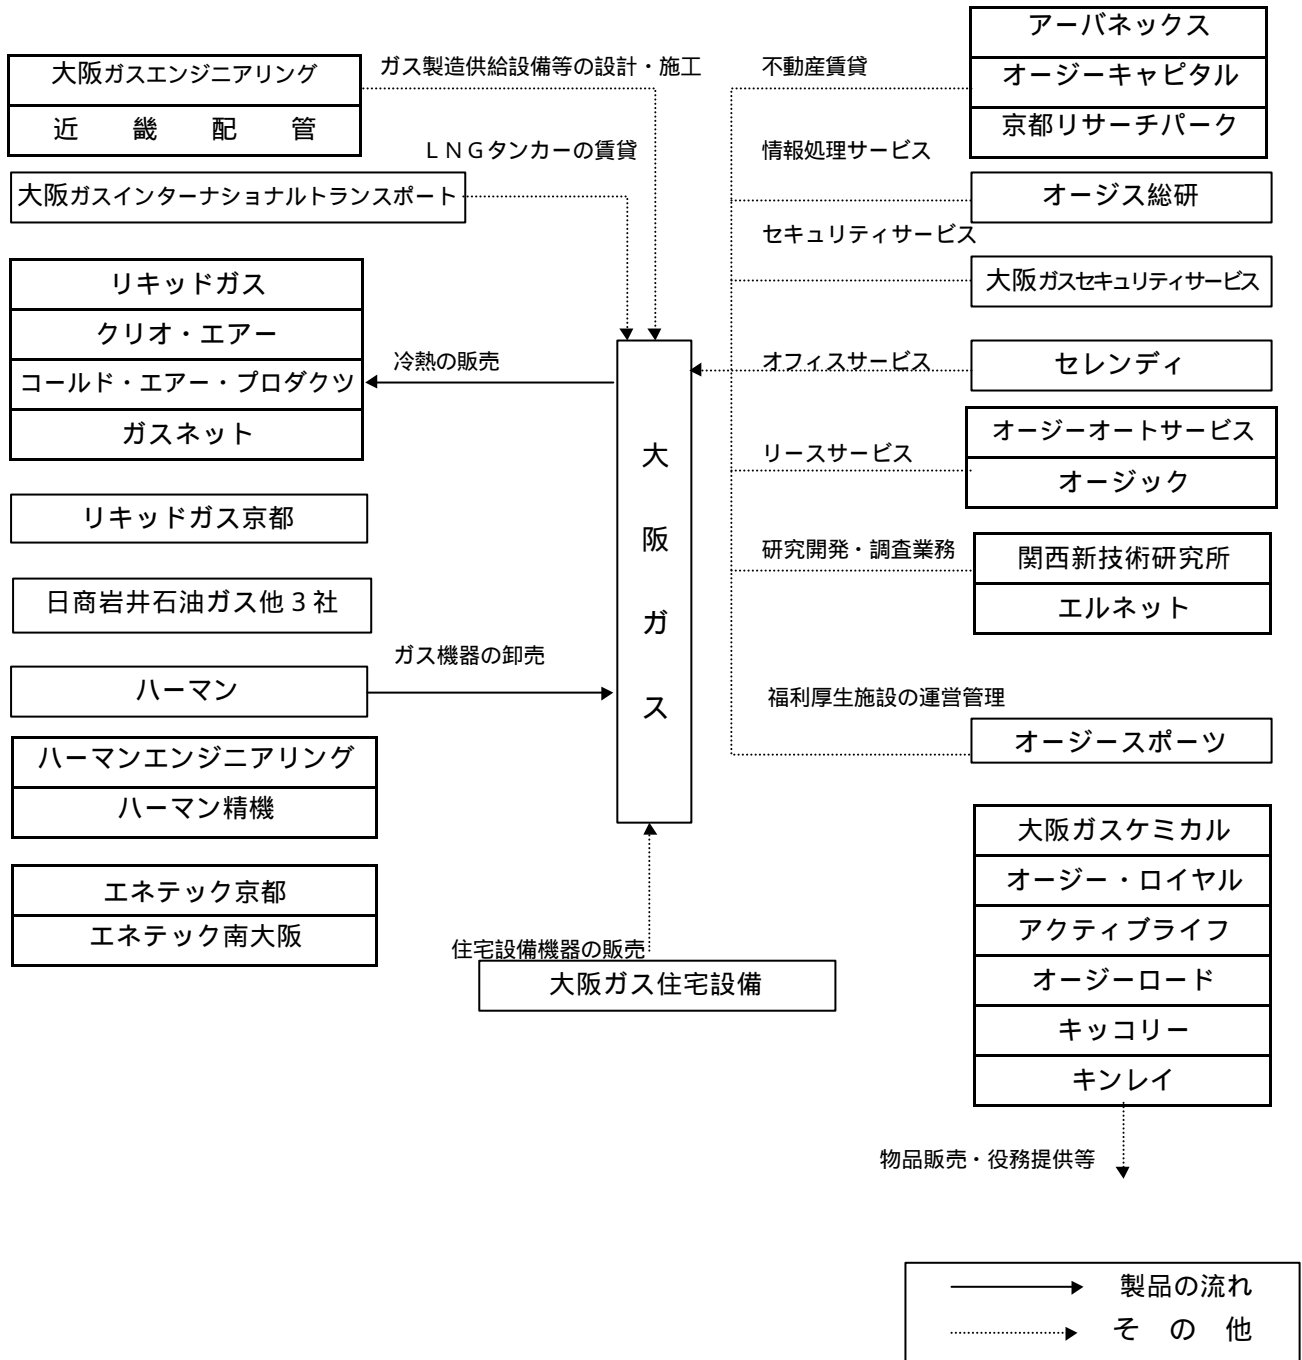 大阪ガスエンジニアリング
近 畿 配 管
大阪ガスインターナショナルトランスポート
リキッドガス
クリオ・エアー
コールド・エアー・プロダクツ
ガスネット
リキッドガス京都
日商岩井石油ガス他3社
ハーマン
ハーマンエンジニアリング
ハーマン精機
エネテック京都
エネテック南大阪
ガス製造供給設備等の設計・施工
LNGタンカーの賃貸
冷熱の販売
ガス機器の卸売
住宅設備機器の販売
大阪ガス住宅設備
大阪ガス
不動産賃貸
情報処理サービス
セキュリティサービス
オフィスサービス
リースサービス
研究開発・調査業務
福利厚生施設の運営管理
アーバネックス
オージーキャピタル
京都リサーチパーク
オージス総研
大阪ガスセキュリティサービス
セレンディ
オージーオートサービス
オージック
関西新技術研究所
エルネット
オージースポーツ
大阪ガスケミカル
オージー・ロイヤル
アクティブライフ
オージーロード
キッコリー
キンレイ
物品販売・役務提供等
製品の流れ
そ の 他